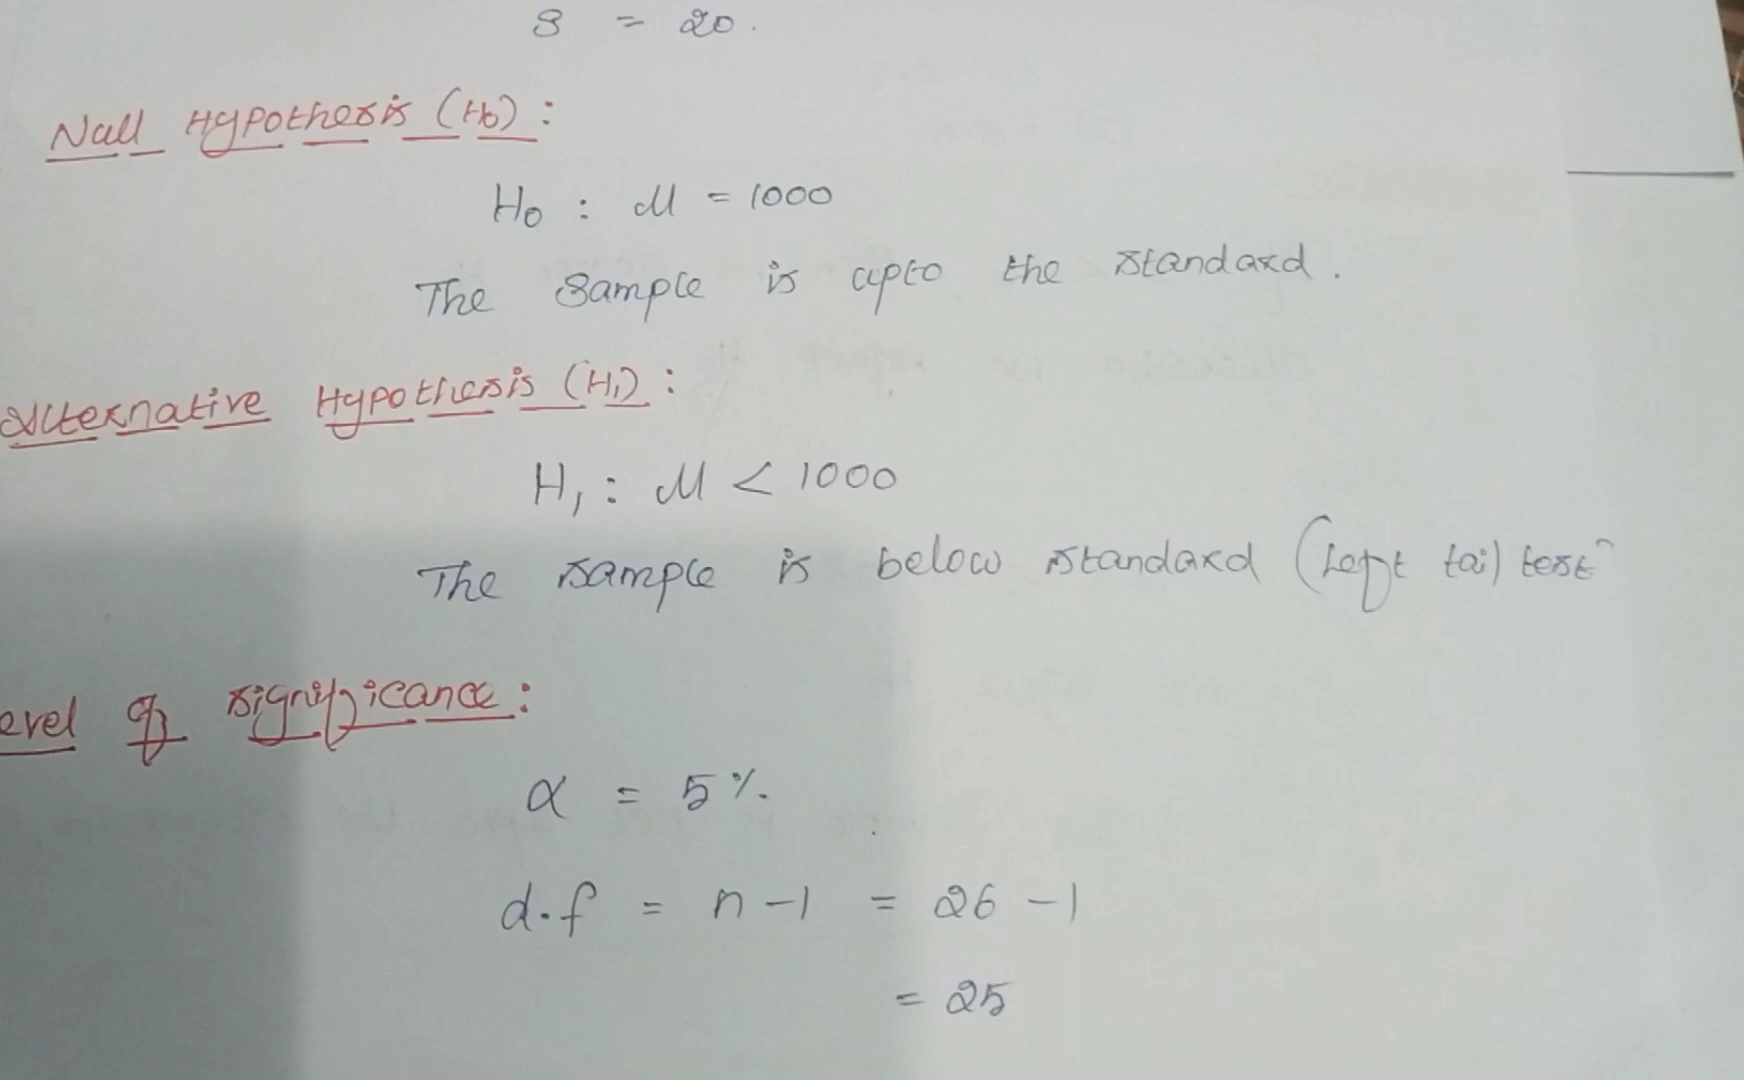 S = 20.
Null Hypothesis (H0):
H0 : μ = 1000
The Sample is upto the standard.
Alternative Hypothesis (H1):
H1 : μ < 1000
The sample is below standard (Left tail test
evel of significance:
α = 5%.
d.f = n-1 = 26-1
= 25